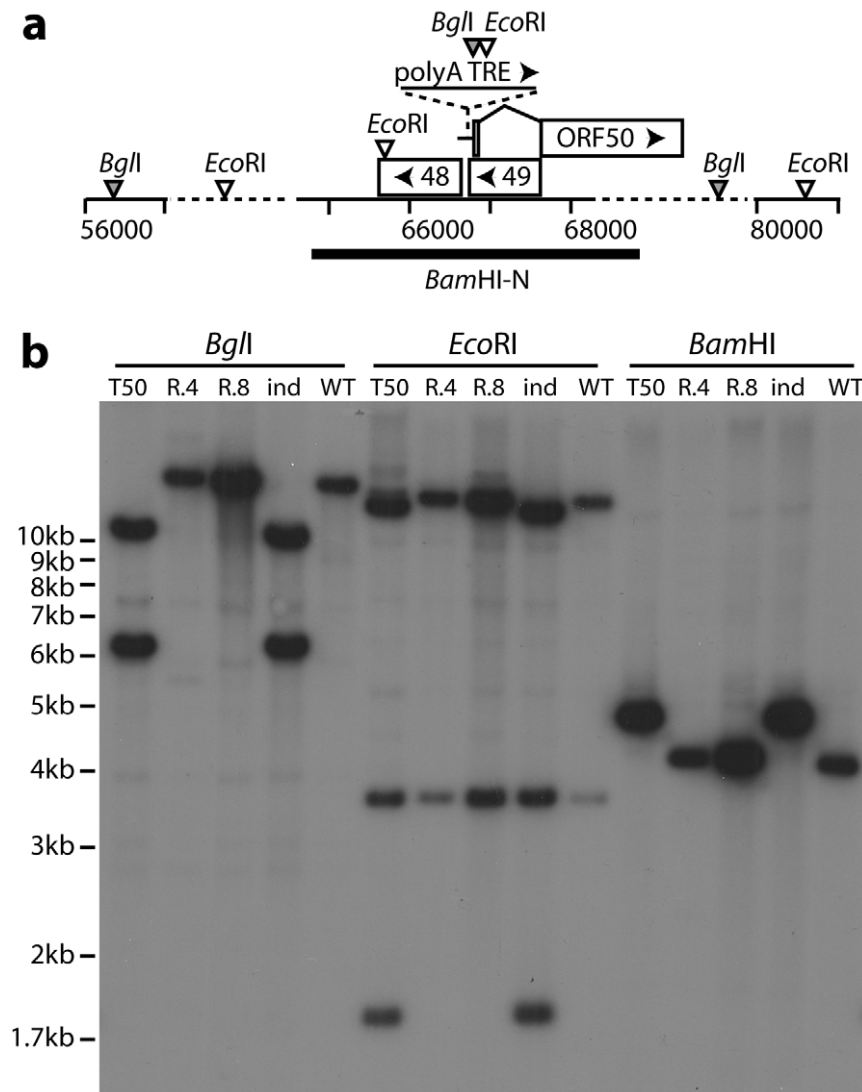 a
BglI EcoRI
polyA TRE
EcoRI
ORF50
BglI
EcoRI
BglI
EcoRI
48
49
56000
66000
68000
80000
BamHI-N
b
BglI
EcoRI
BamHI
T50 R.4 R.8 ind WT T50 R.4 R.8 ind WT T50 R.4 R.8 ind WT
10kb
9kb
8kb
7kb
6kb
5kb
4kb
3kb
2kb
1.7kb